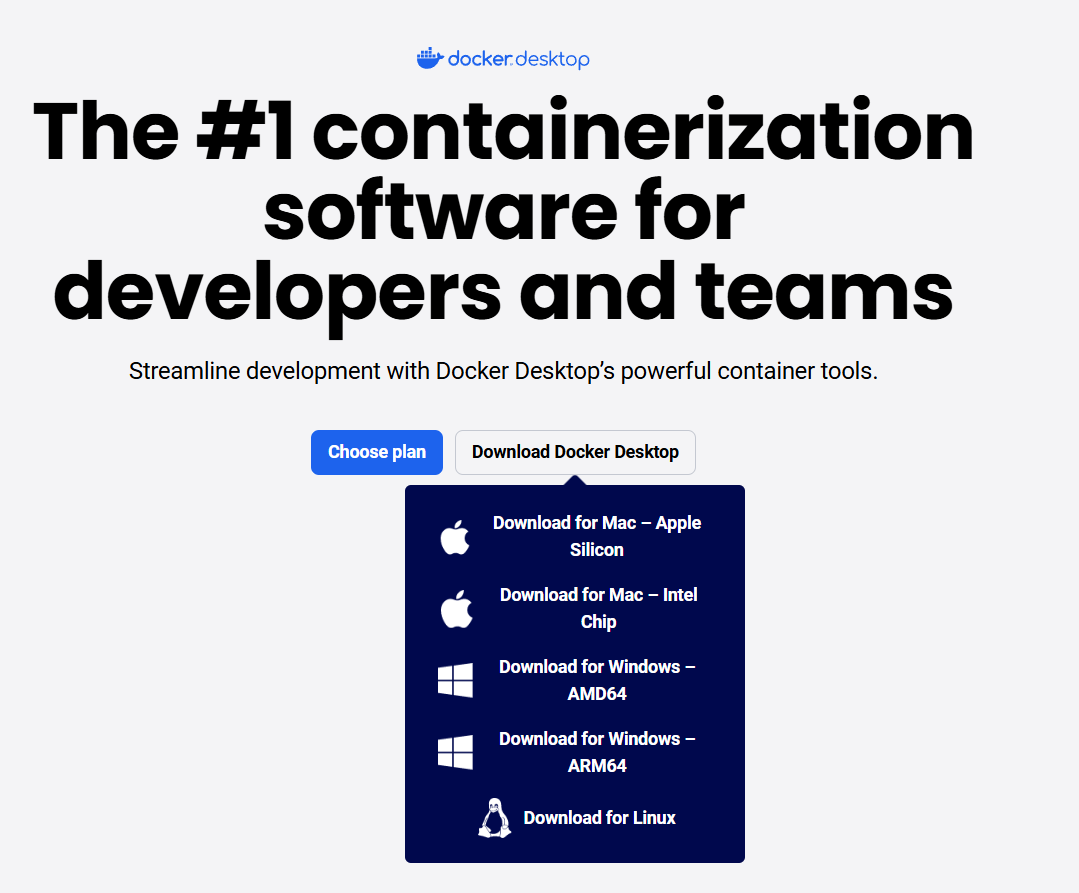 docker desktop
The #1 containerization
software for
developers and teams
Streamline development with Docker Desktop’s powerful container tools.
Choose plan
Download Docker Desktop
Download for Mac – Apple
Silicon
Download for Mac – Intel
Chip
Download for Windows –
AMD64
Download for Windows –
ARM64
Download for Linux